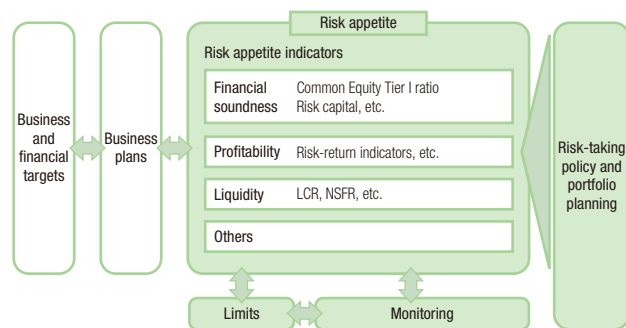 Risk appetite
Risk appetite indicators
Financial
soundness
Common Equity Tier I ratio
Risk capital, etc.
Profitability
Risk-return indicators, etc.
Liquidity
LCR, NSFR, etc.
Others
Business
and
financial
targets
Business
plans
Risk-taking
policy and
portfolio
planning
Limits
Monitoring